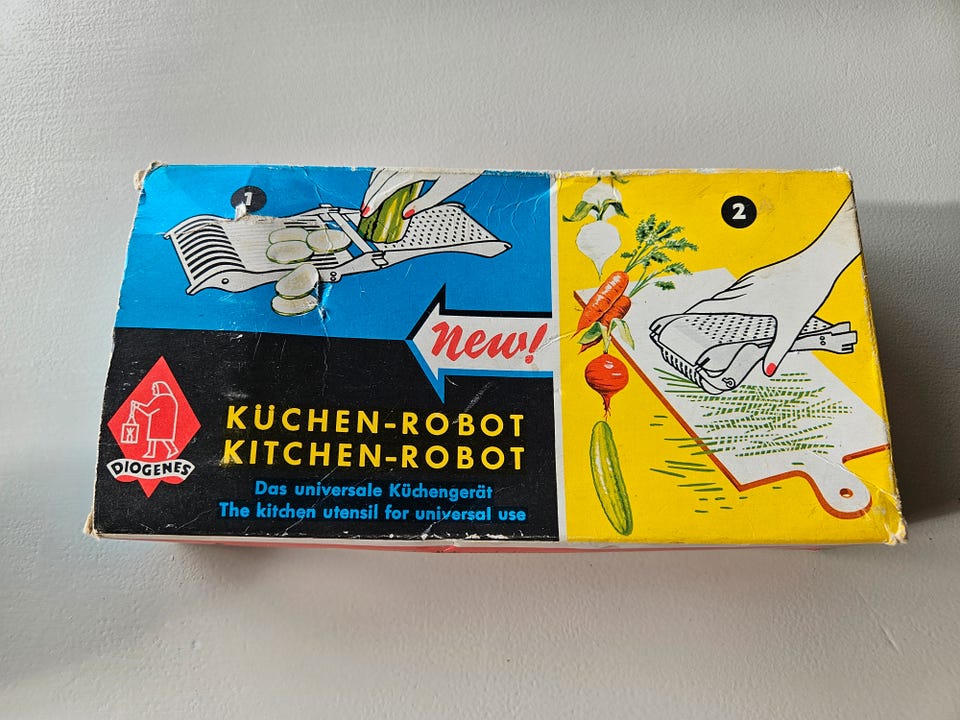 1
2
New!
KÜCHEN-ROBOT
KITCHEN-ROBOT
DIOGENES
Das universale Küchengerät
The kitchen utensil for universal use